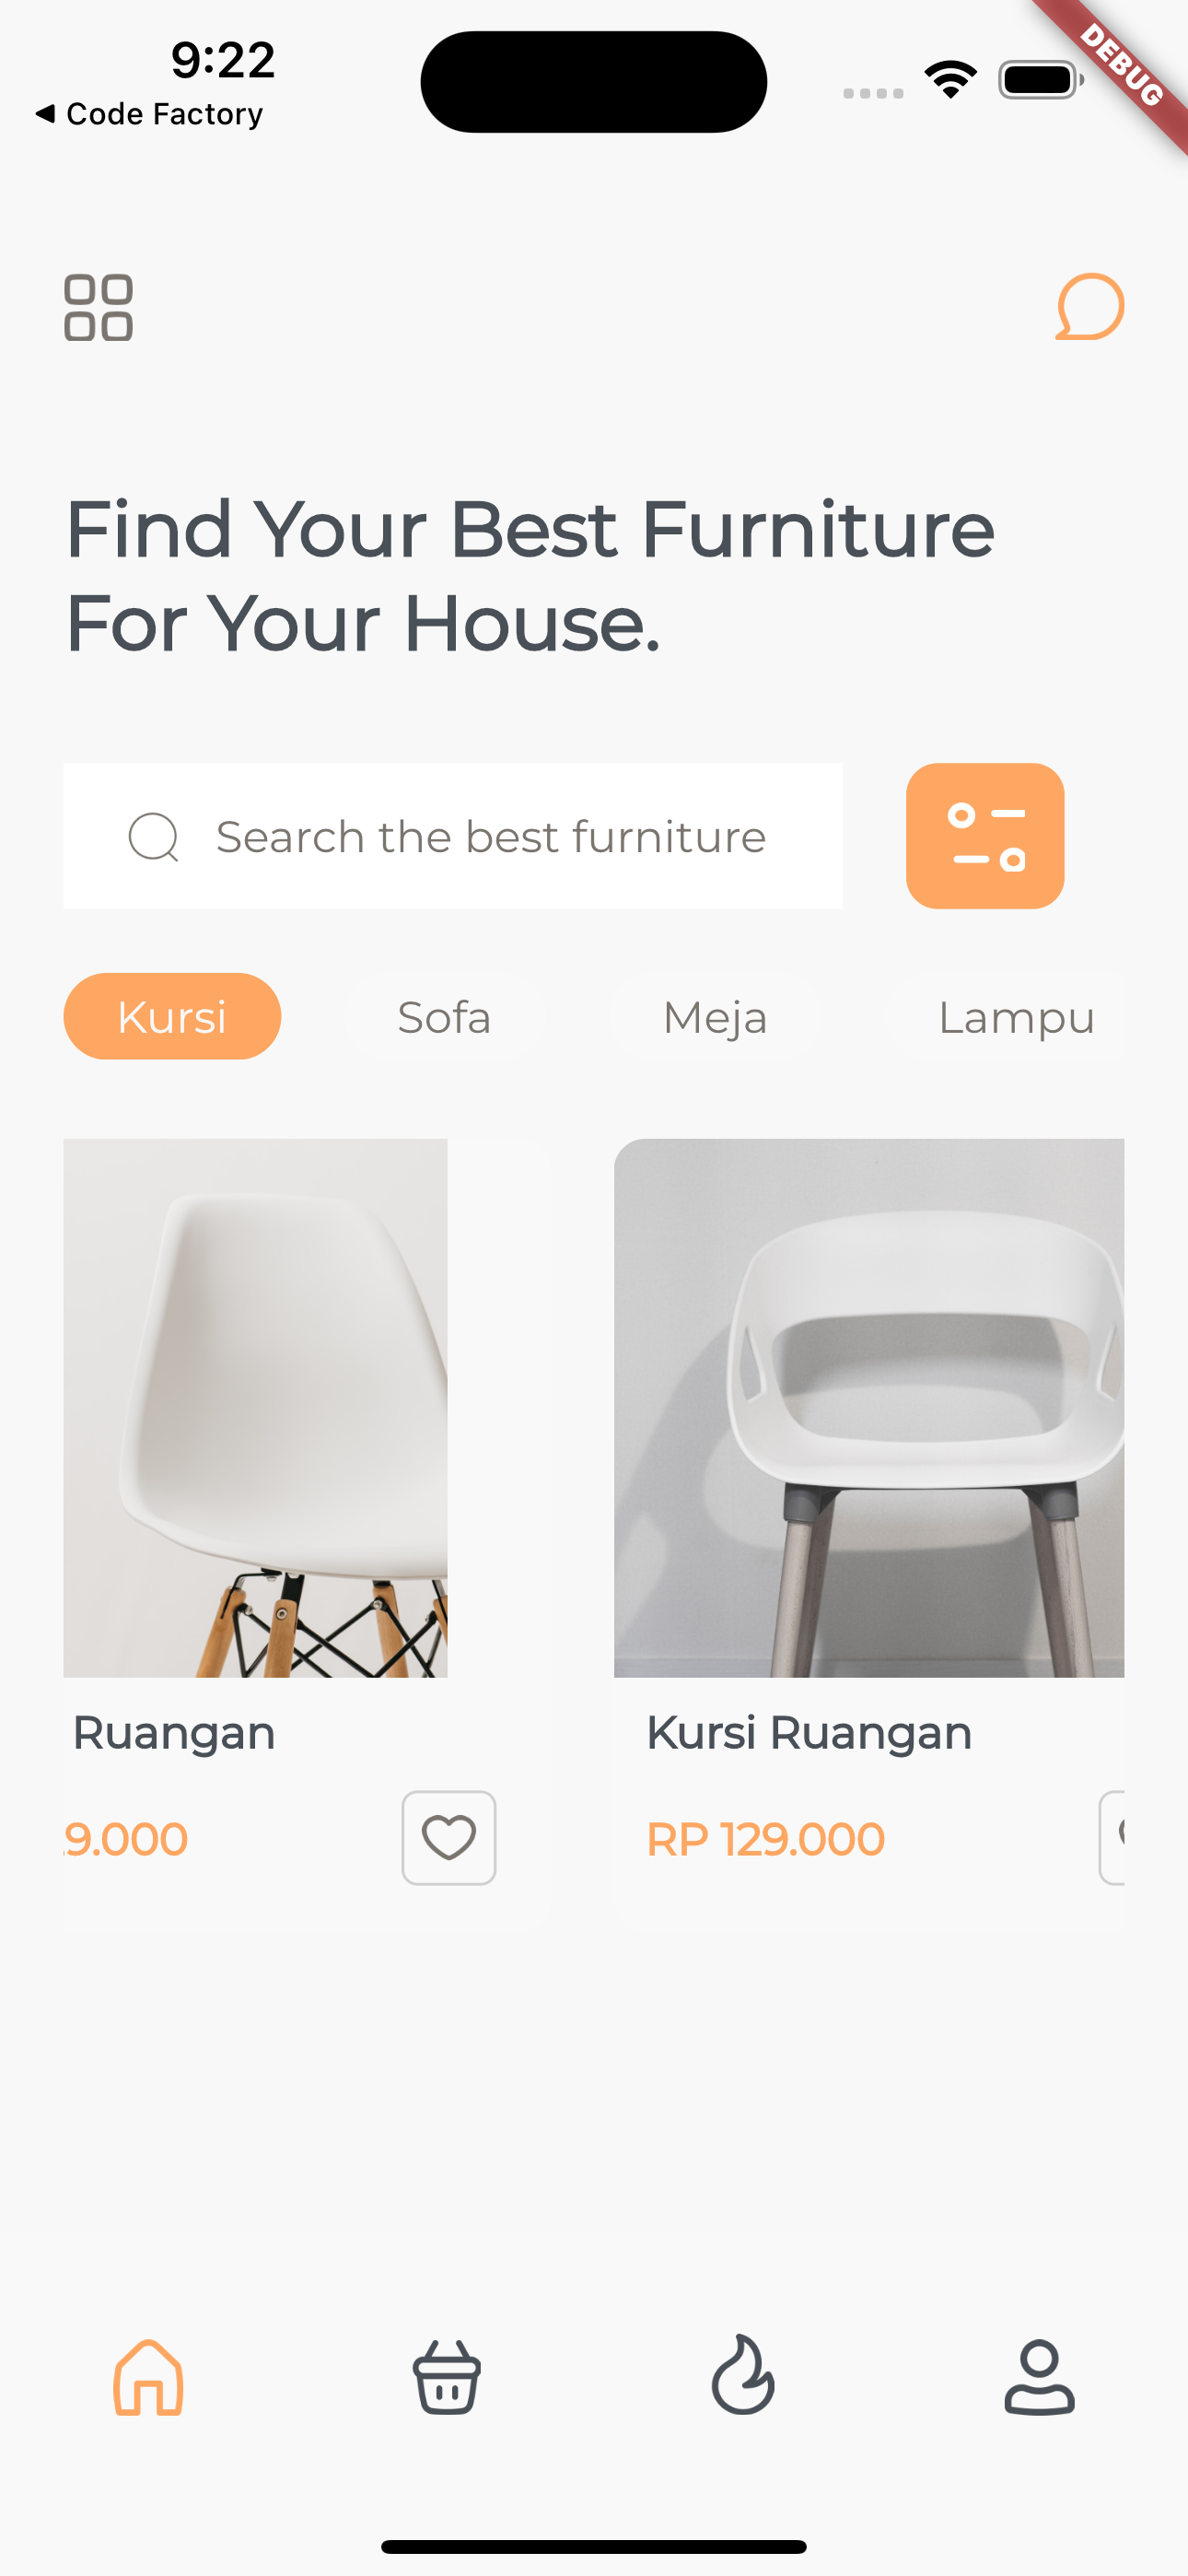 9:22
DEBUG
◀ Code Factory
Find Your Best Furniture
For Your House.
Search the best furniture
Kursi Sofa Meja Lampu
Ruangan Kursi Ruangan
9.000 RP 129.000